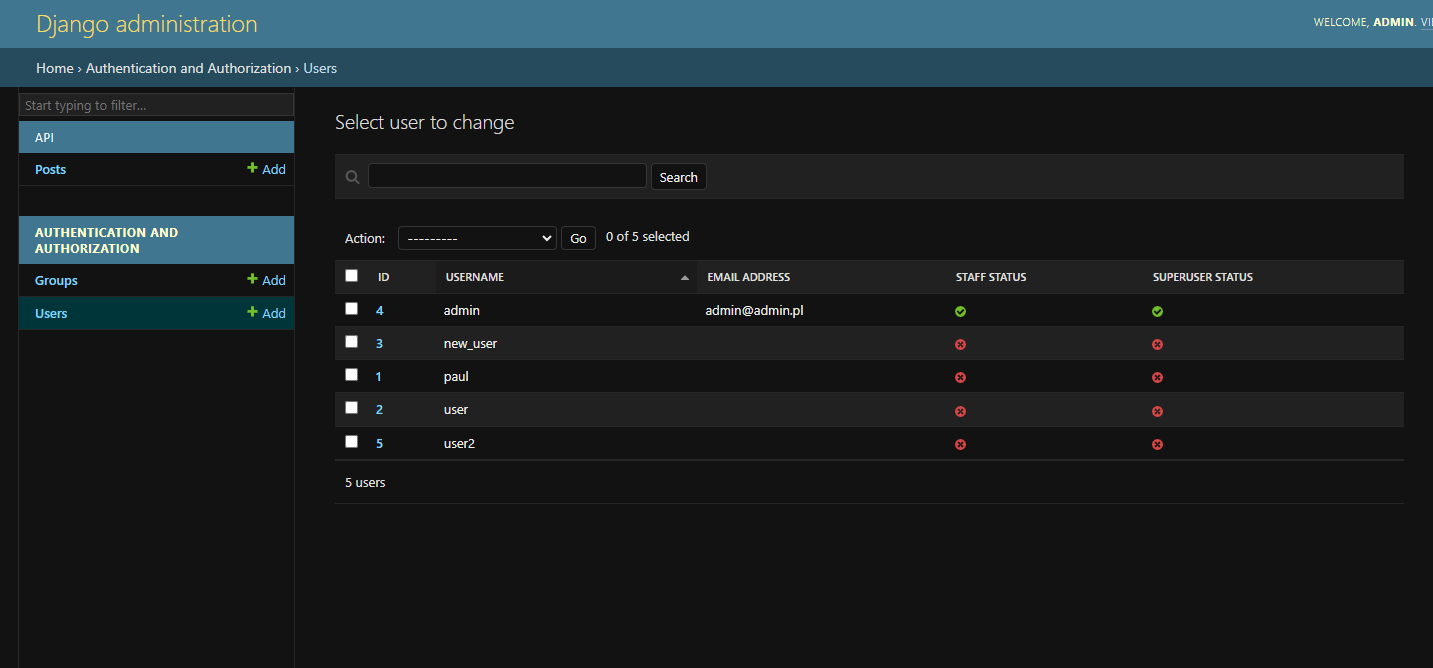 Django administration
WELCOME, ADMIN.
Home › Authentication and Authorization › Users
Start typing to filter...
API
Posts
Add
AUTHENTICATION AND
AUTHORIZATION
Groups
Add
Users
Add
Select user to change
Search
Action: --------- Go 0 of 5 selected
ID USERNAME EMAIL ADDRESS STAFF STATUS SUPERUSER STATUS
4 admin admin@admin.pl
3 new_user
1 paul
2 user
5 user2
5 users